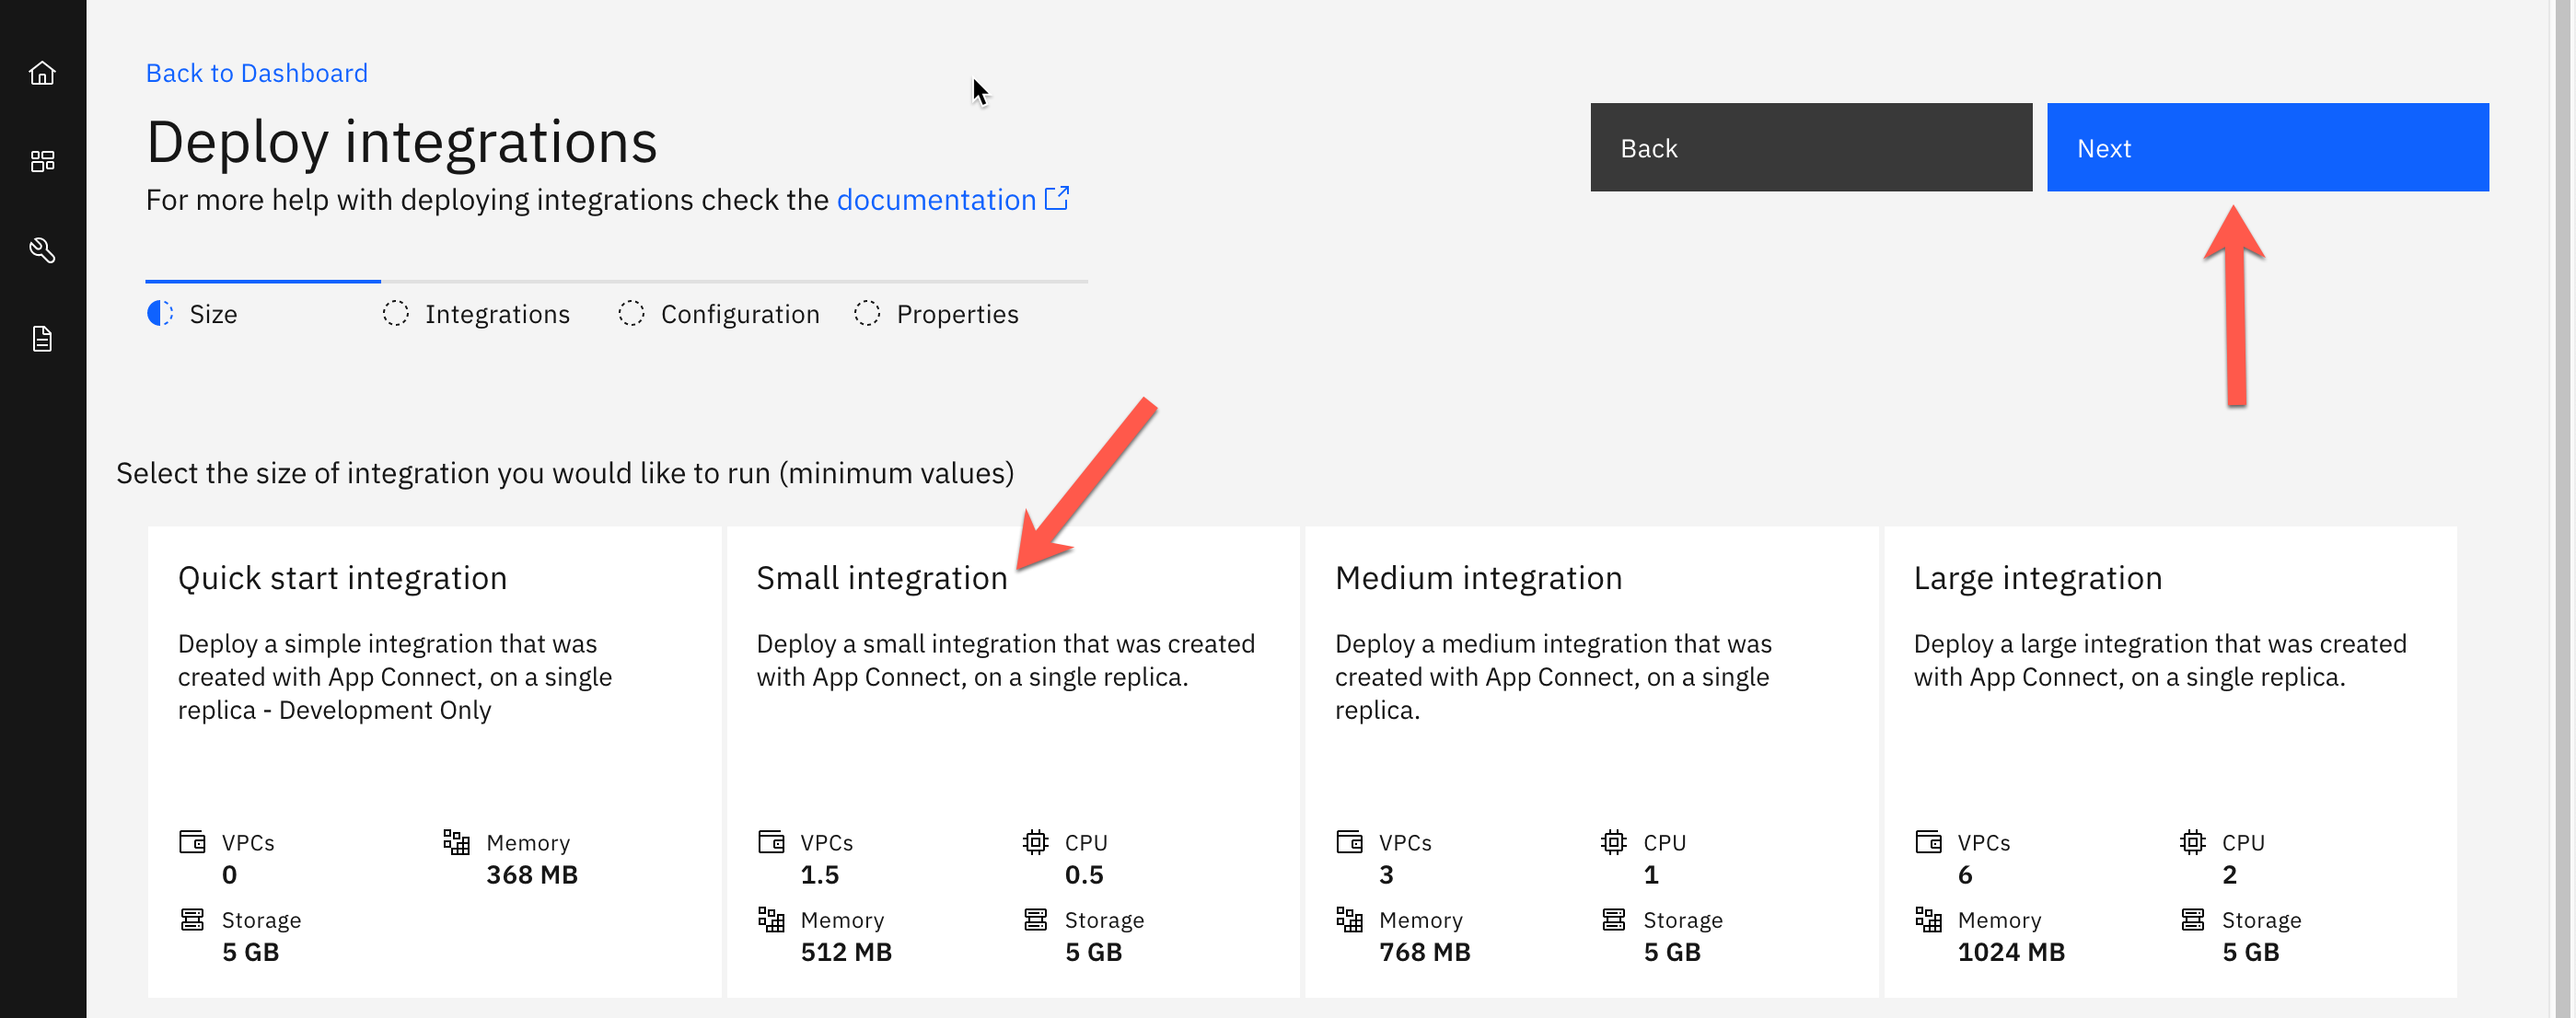 Back to Dashboard
Deploy integrations
For more help with deploying integrations check the documentation
Back
Next
Size
Integrations
Configuration
Properties
Select the size of integration you would like to run (minimum values)
Quick start integration
Deploy a simple integration that was
created with App Connect, on a single
replica - Development Only
VPCs
0
Memory
368 MB
Storage
5 GB
Small integration
Deploy a small integration that was created
with App Connect, on a single replica.
VPCs
1.5
CPU
0.5
Memory
512 MB
Storage
5 GB
Medium integration
Deploy a medium integration that was
created with App Connect, on a single
replica.
VPCs
3
CPU
1
Memory
768 MB
Storage
5 GB
Large integration
Deploy a large integration that was created
with App Connect, on a single replica.
VPCs
6
CPU
2
Memory
1024 MB
Storage
5 GB